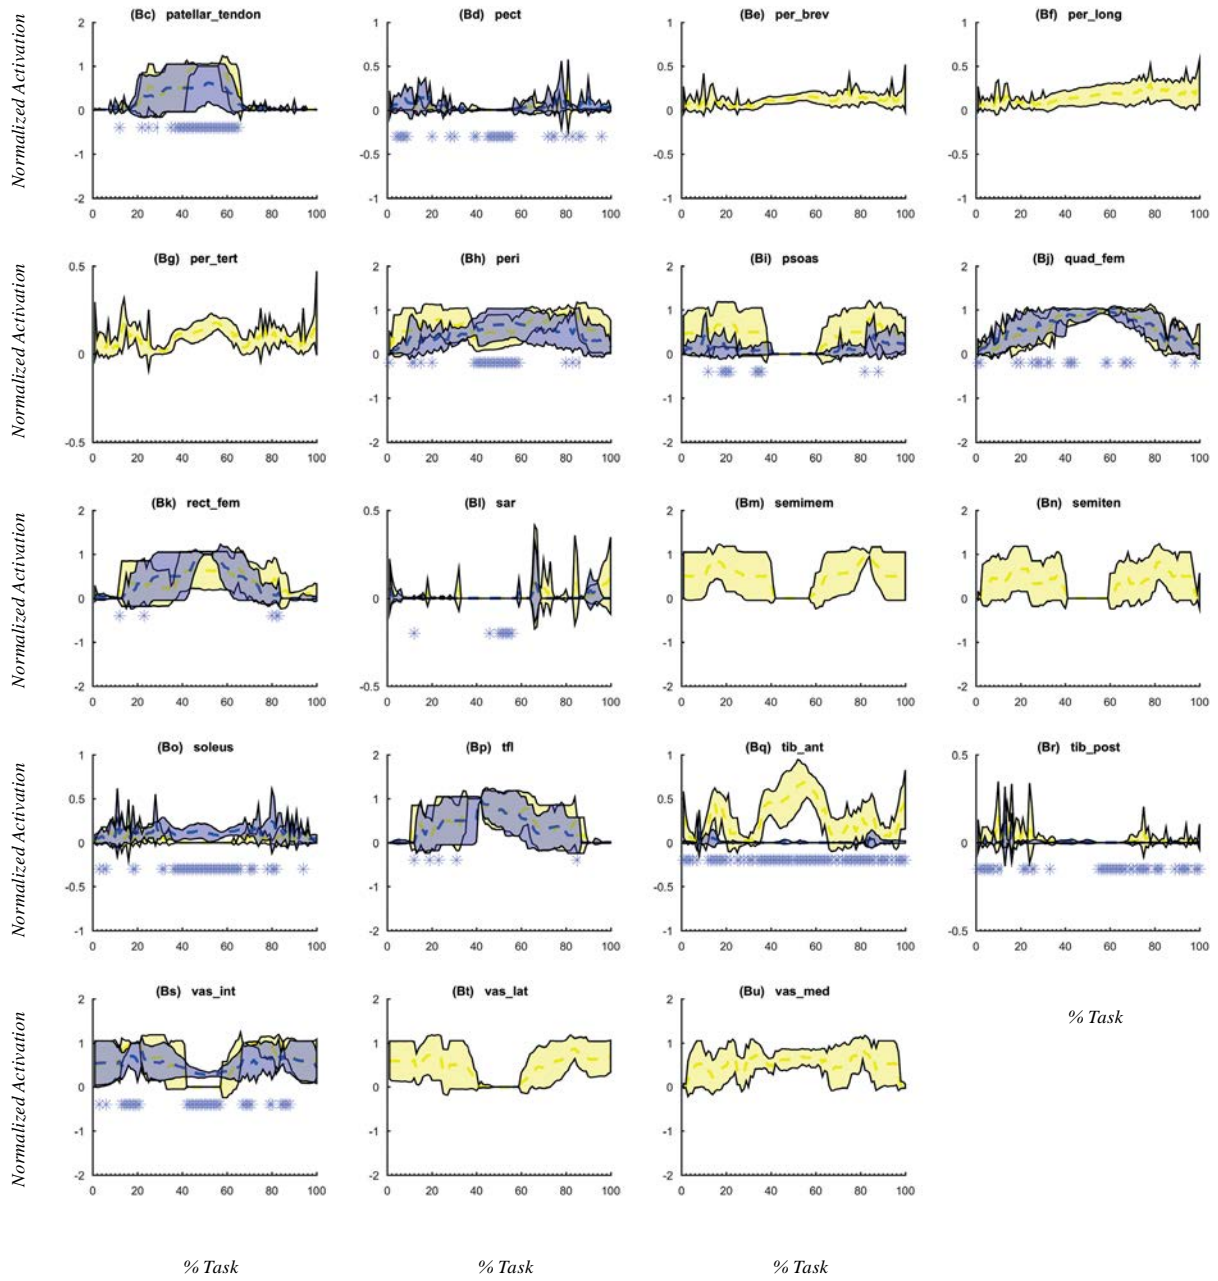 (Bc) patellar_tendon
(Bd) pect
(Be) per_brev
(Bf) per_long
Normalized Activation
2
1
0
-1
-2
0 20 40 60 80 100
1
0.5
0
-0.5
-1
0 20 40 60 80 100
1
0.5
0
0.5
1
0 20 40 60 80 100
1
0.5
0
0.5
1
0 20 40 60 80 100
(Bg) per_tert
(Bh) peri
(Bi) psoas
(Bj) quad_fem
Normalized Activation
0.5
0
-0.5
0 20 40 60 80 100
2
1
0
-1
-2
0 20 40 60 80 100
2
1
0
-1
-2
0 20 40 60 80 100
2
1
0
-1
-2
0 20 40 60 80 100
(Bk) rect_fem
(Bl) sar
(Bm) semimem
(Bn) semiten
Normalized Activation
2
1
0
-1
-2
0 20 40 60 80 100
0.5
0
-0.5
0 20 40 60 80 100
2
1
0
-1
-2
0 20 40 60 80 100
2
1
0
-1
-2
0 20 40 60 80 100
(Bo) soleus
(Bp) tfl
(Bq) tib_ant
(Br) tib_post
Normalized Activation
1
0.5
0
-0.5
-1
0 20 40 60 80 100
2
1
0
-1
-2
0 20 40 60 80 100
1
0.5
0
-0.5
-1
0 20 40 60 80 100
0.5
0
-0.5
0 20 40 60 80 100
(Bs) vas_int
(Bt) vas_lat
(Bu) vas_med
Normalized Activation
2
1
0
-1
-2
0 20 40 60 80 100
2
1
0
-1
-2
0 20 40 60 80 100
2
1
0
-1
-2
0 20 40 60 80 100
% Task
% Task
% Task
% Task